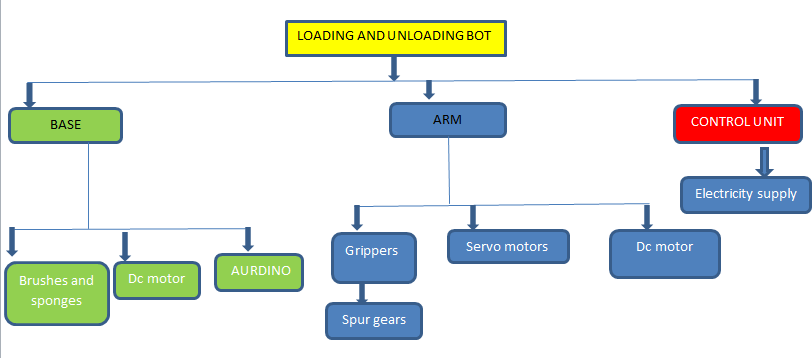 LOADING AND UNLOADING BOT
BASE
ARM
CONTROL UNIT
Electricity supply
Brushes and
sponges
Dc motor
AURDINO
Grippers
Servo motors
Dc motor
Spur gears